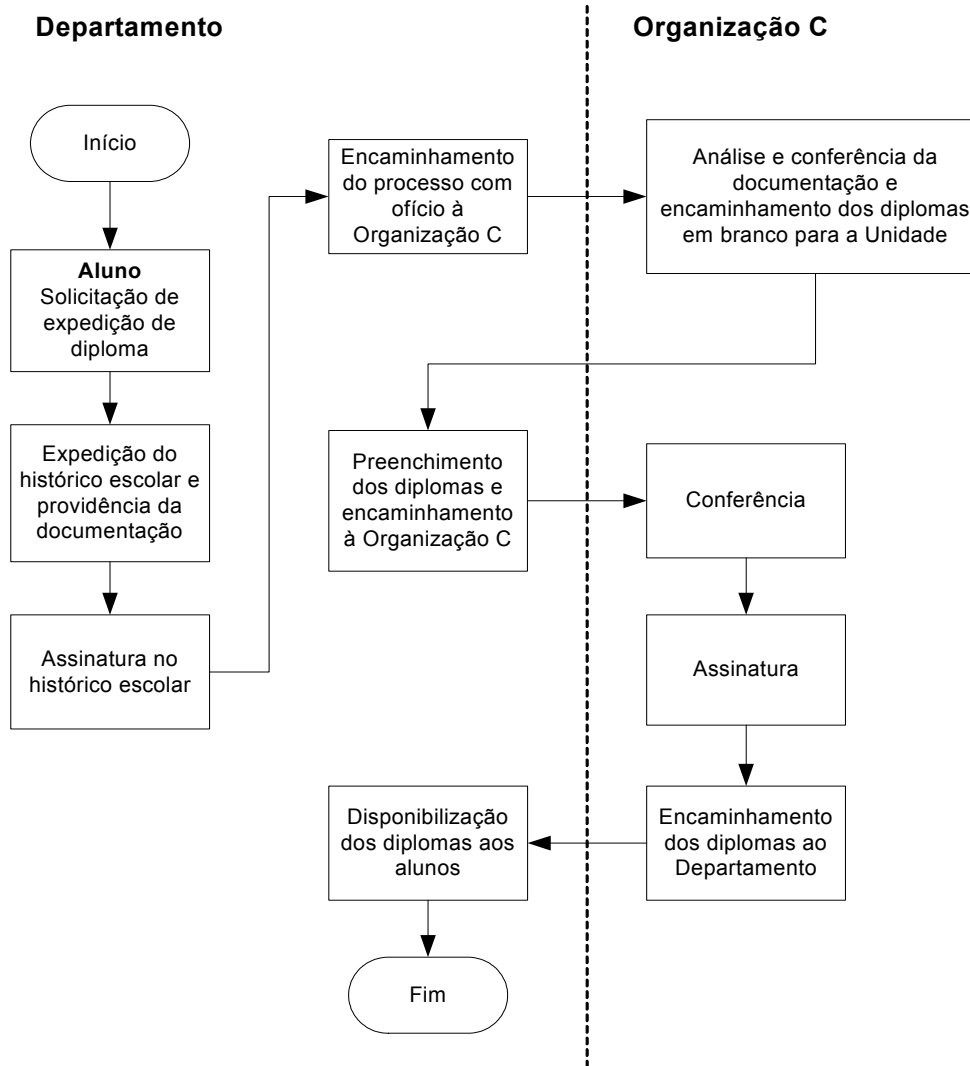 Departamento
Organização C
Início
Aluno
Solicitação de
expedição de
diploma
Expedição do
histórico escolar e
providência da
documentação
Assinatura no
histórico escolar
Encaminhamento
do processo com
ofício à
Organização C
Análise e conferência da
documentação e
encaminhamento dos diplomas
em branco para a Unidade
Preenchimento
dos diplomas e
encaminhamento
à Organização C
Conferência
Assinatura
Encaminhamento
dos diplomas ao
Departamento
Disponibilização
dos diplomas aos
alunos
Fim